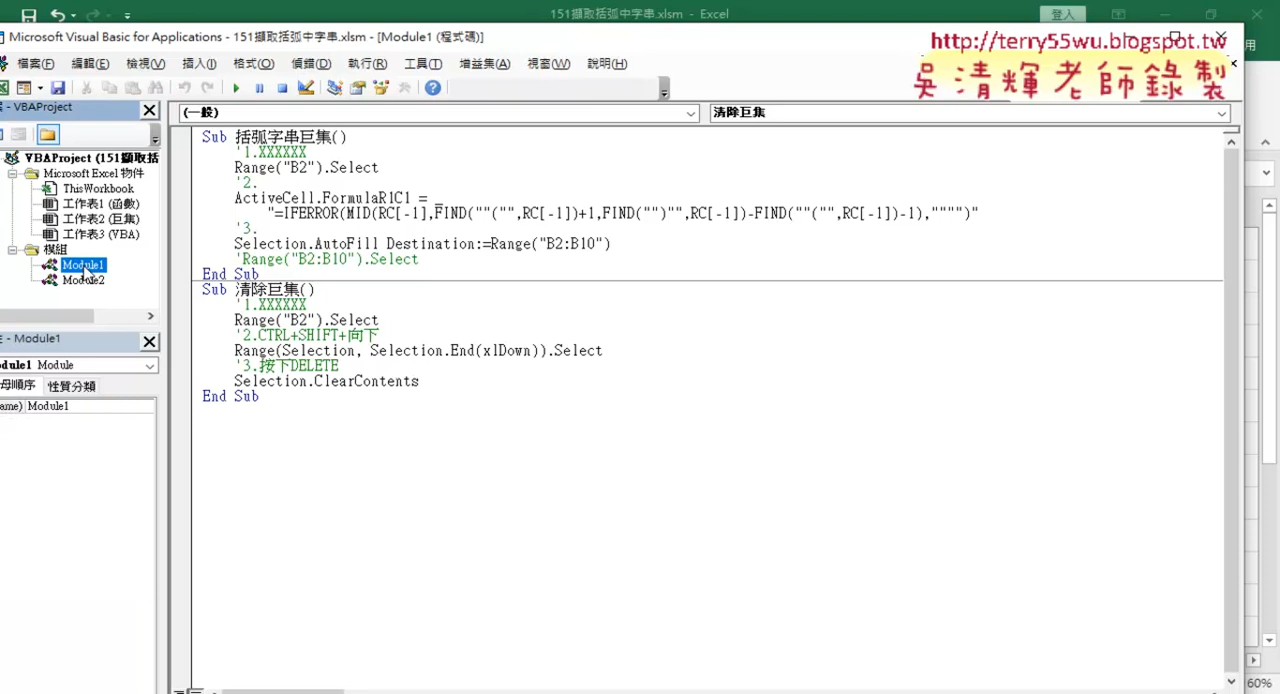 151擷取括弧中字串.xlsm - Excel
登入
Microsoft Visual Basic for Applications - 151擷取括弧中字串.xlsm - [Module1 (程式碼)]
http://terry55wu.blogspot.tw
吳清輝老師錄製
檔案(F) 編輯(E) 檢視(V) 插入(I) 格式(O) 偵錯(D) 執行(R) 工具(T) 增益集(A) 視窗(W) 說明(H)
用
- VBAProject
(一般)
清除巨集
VBAProject (151擷取括
Microsoft Excel 物件
ThisWorkbook
工作表1 (函數)
工作表2 (巨集)
工作表3 (VBA)
模組
Module1
Module2
- Module1
dule1 Module
母順序 性質分類
ame) Module1
Sub 括弧字串巨集()
'1.XXXXXX
Range("B2").Select
'2.
ActiveCell.FormulaR1C1 = _
"=IFERROR(MID(RC[-1],FIND(""("",RC[-1])+1,FIND("")"",RC[-1])-FIND(""("",RC[-1])-1),"""")"
'3.
Selection.AutoFill Destination:=Range("B2:B10")
'Range("B2:B10").Select
End Sub
Sub 清除巨集()
'1.XXXXXX
Range("B2").Select
'2.CTRL+SHIFT+向下
Range(Selection, Selection.End(xlDown)).Select
'3.按下DELETE
Selection.ClearContents
End Sub
60%